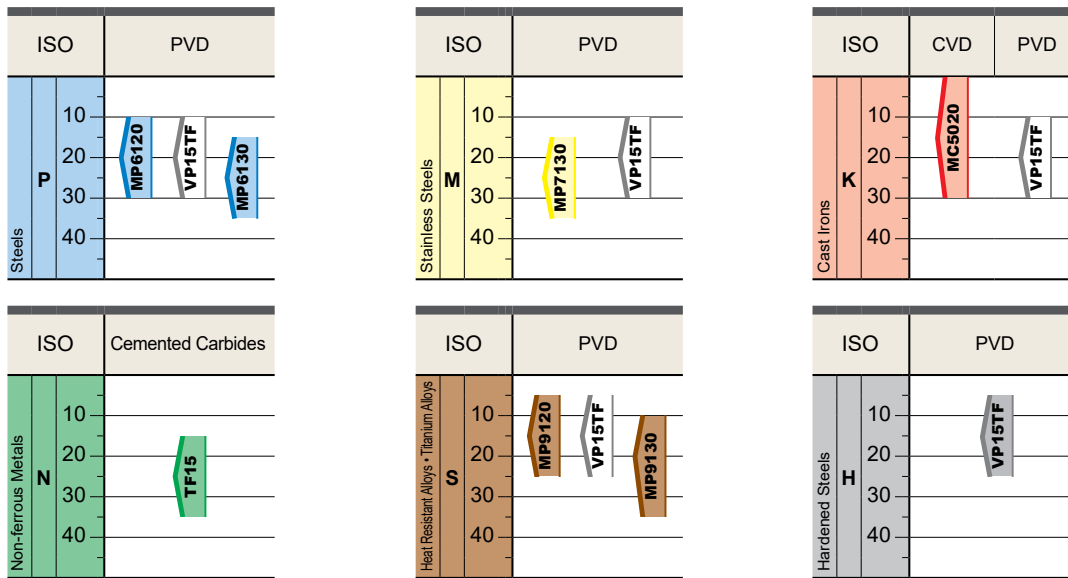 ISO PVD
Steels
P
10
20
30
40
MP6120
VP15TF
MP6130
ISO PVD
Stainless Steels
M
10
20
30
40
MP7130
VP15TF
ISO CVD PVD
Cast Irons
K
10
20
30
40
MC5020
VP15TF
ISO Cemented Carbides
Non-ferrous Metals
N
10
20
30
40
TF15
ISO PVD
Heat Resistant Alloys • Titanium Alloys
S
10
20
30
40
MP9120
VP15TF
MP9130
ISO PVD
Hardened Steels
H
10
20
30
40
VP15TF